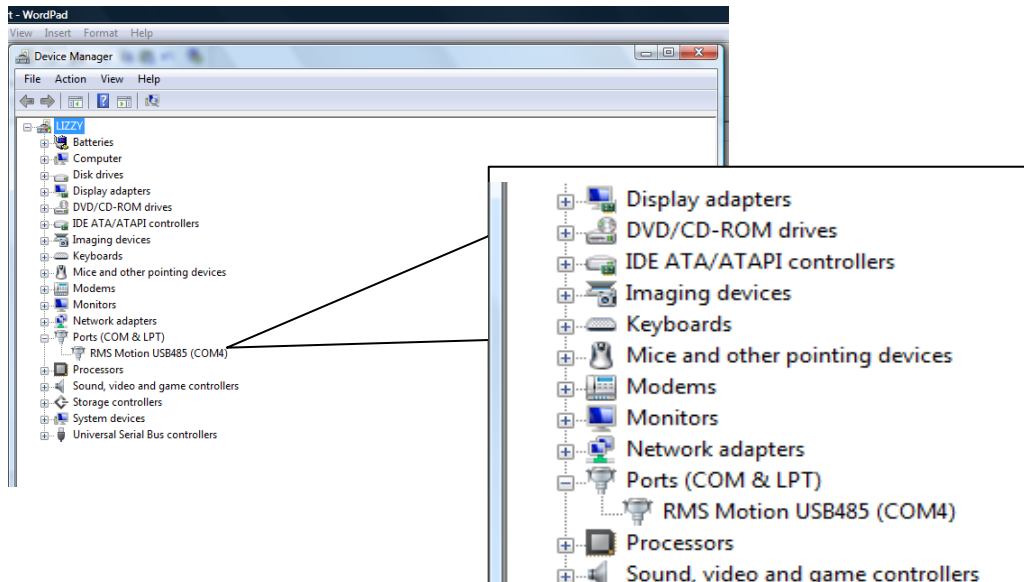 t - WordPad
View Insert Format Help
Device Manager
File Action View Help
LIZZY
Batteries
Computer
Disk drives
Display adapters
DVD/CD-ROM drives
IDE ATA/ATAPI controllers
Imaging devices
Keyboards
Mice and other pointing devices
Modems
Monitors
Network adapters
Ports (COM & LPT)
RMS Motion USB485 (COM4)
Processors
Sound, video and game controllers
Storage controllers
System devices
Universal Serial Bus controllers
Display adapters
DVD/CD-ROM drives
IDE ATA/ATAPI controllers
Imaging devices
Keyboards
Mice and other pointing devices
Modems
Monitors
Network adapters
Ports (COM & LPT)
RMS Motion USB485 (COM4)
Processors
Sound, video and game controllers